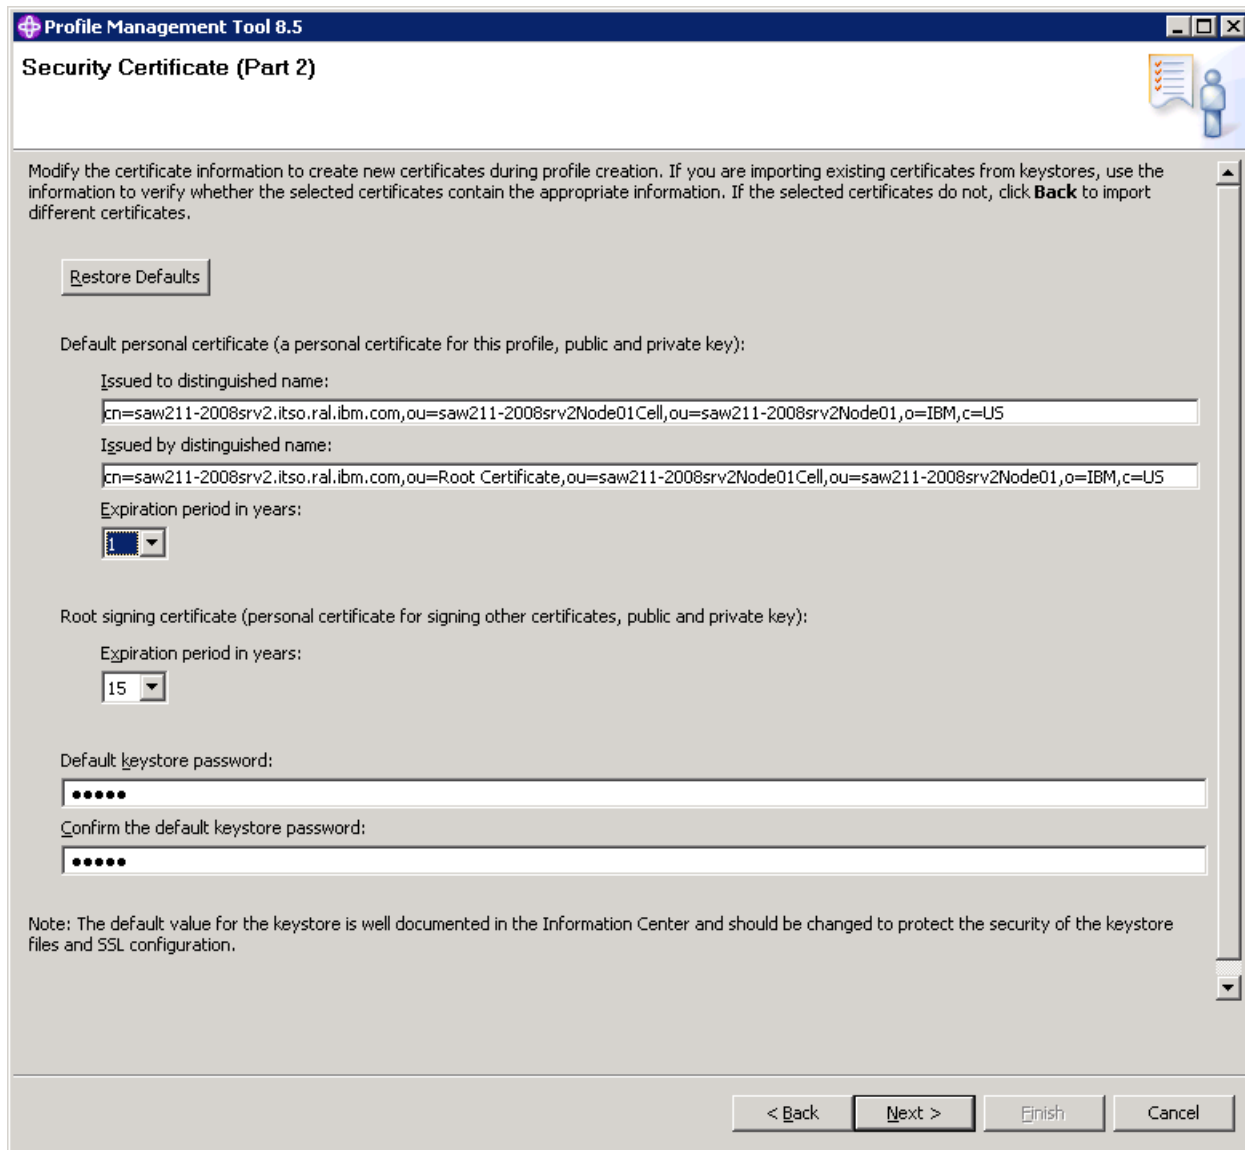 Profile Management Tool 8.5
Security Certificate (Part 2)
Modify the certificate information to create new certificates during profile creation. If you are importing existing certificates from keystores, use the
information to verify whether the selected certificates contain the appropriate information. If the selected certificates do not, click Back to import
different certificates.
Restore Defaults
Default personal certificate (a personal certificate for this profile, public and private key):
Issued to distinguished name:
cn=saw211-2008srv2.itso.ral.ibm.com,ou=saw211-2008srv2Node01Cell,ou=saw211-2008srv2Node01,o=IBM,c=US
Issued by distinguished name:
cn=saw211-2008srv2.itso.ral.ibm.com,ou=Root Certificate,ou=saw211-2008srv2Node01Cell,ou=saw211-2008srv2Node01,o=IBM,c=US
Expiration period in years:
1
Root signing certificate (personal certificate for signing other certificates, public and private key):
Expiration period in years:
15
Default keystore password:
●●●●●
Confirm the default keystore password:
●●●●●
Note: The default value for the keystore is well documented in the Information Center and should be changed to protect the security of the keystore
files and SSL configuration.
< Back Next > Finish Cancel